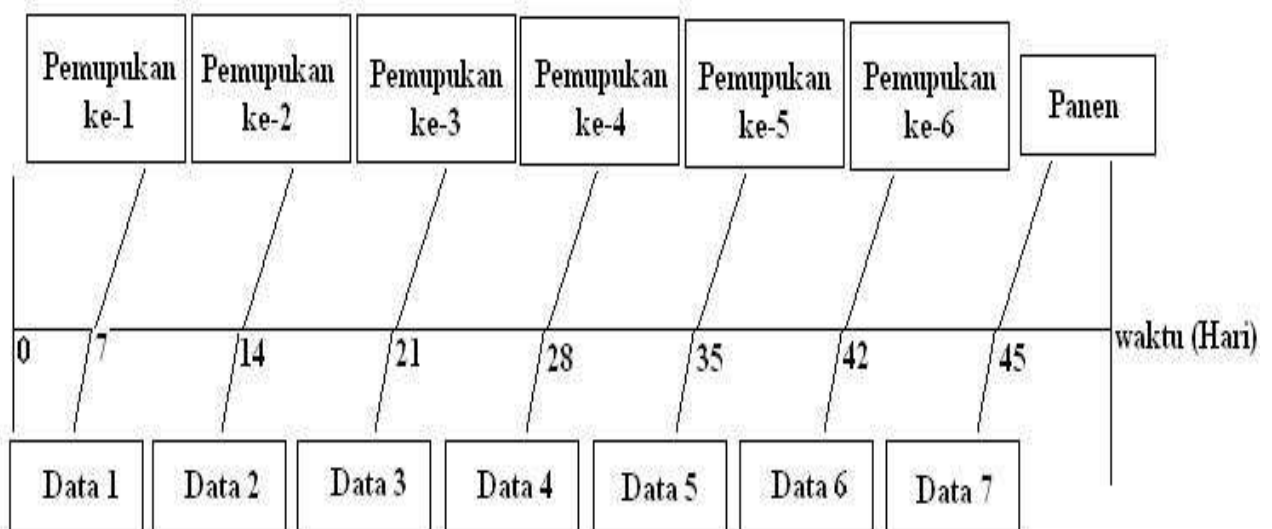 Pemupukan
ke-1
Pemupukan
ke-2
Pemupukan
ke-3
Pemupukan
ke-4
Pemupukan
ke-5
Pemupukan
ke-6
Panen
0
7
14
21
28
35
42
45
waktu (Hari)
Data 1
Data 2
Data 3
Data 4
Data 5
Data 6
Data 7